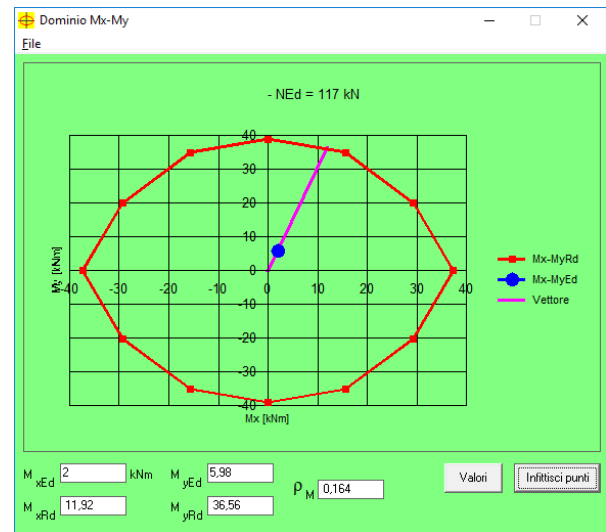 Dominio Mx-My
File
- NEd = 117 kN
40
30
20
10
0
-10
-20
-30
-40
-40 -30 -20 -10 0 10 20 30 40
Mx [kNm]
My [kNm]
Mx-MyRd
Mx-MyEd
Vettore
M xEd 2 kNm M yEd 5,98
M xRd 11,92 M yRd 36,56
ρ M 0,164
Valori
Infittisci punti